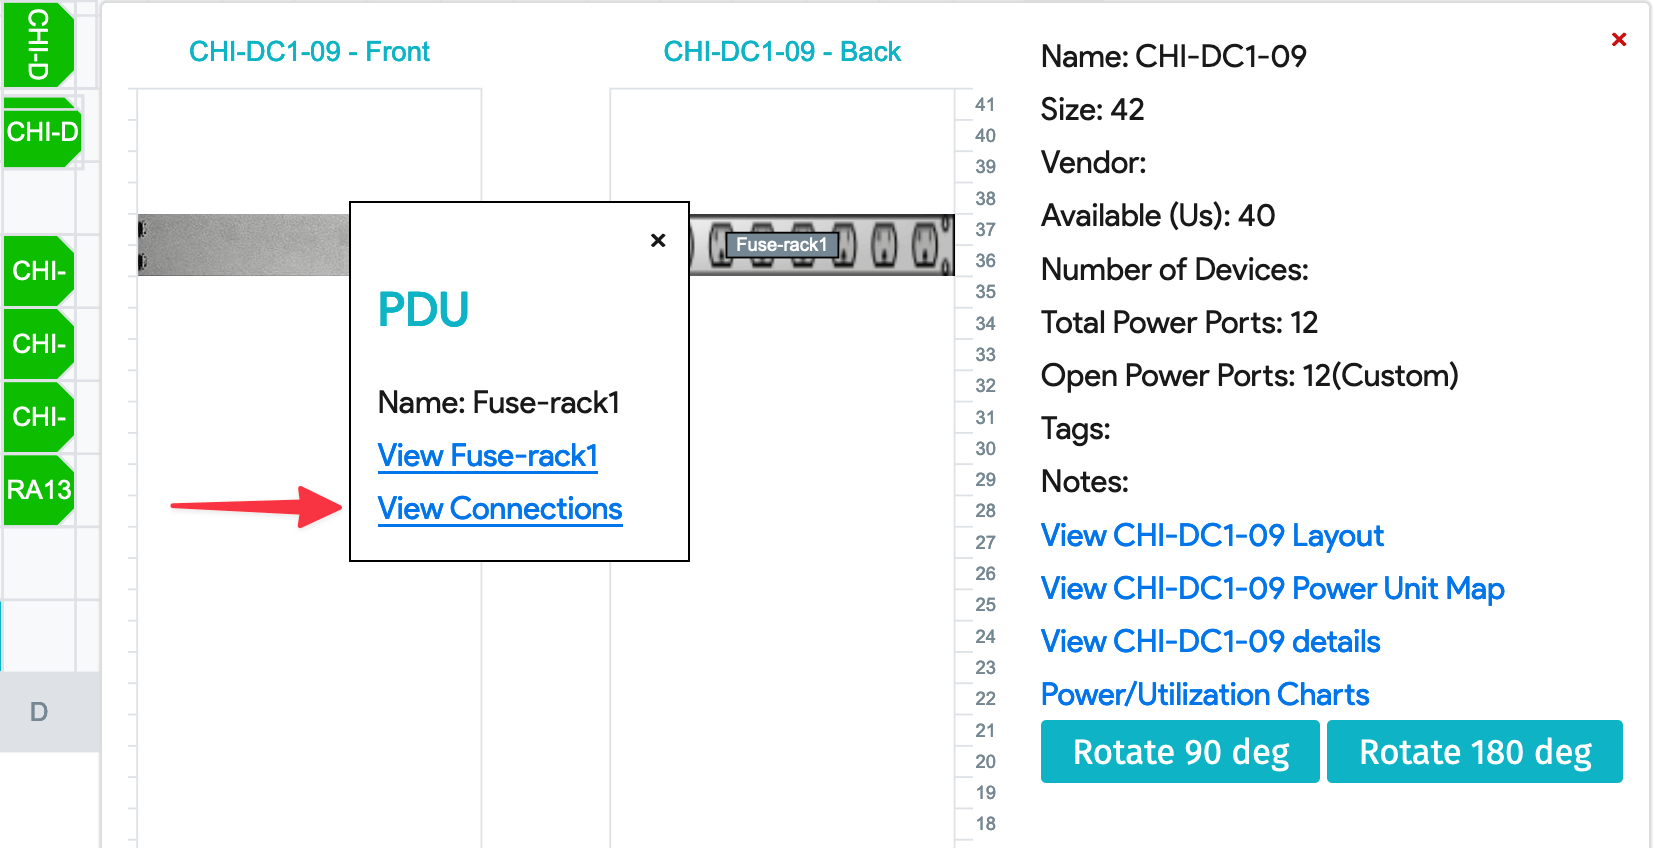 CHI-D
CHI-D
CHI-
CHI-
CHI-
RA13
D
CHI-DC1-09 - Front
CHI-DC1-09 - Back
41
40
39
38
37
36
35
34
33
32
31
30
29
28
27
26
25
24
23
22
21
20
19
18
Fuse-rack1
×
PDU
Name: Fuse-rack1
View Fuse-rack1
View Connections
×
Name: CHI-DC1-09
Size: 42
Vendor:
Available (Us): 40
Number of Devices:
Total Power Ports: 12
Open Power Ports: 12(Custom)
Tags:
Notes:
View CHI-DC1-09 Layout
View CHI-DC1-09 Power Unit Map
View CHI-DC1-09 details
Power/Utilization Charts
Rotate 90 deg
Rotate 180 deg